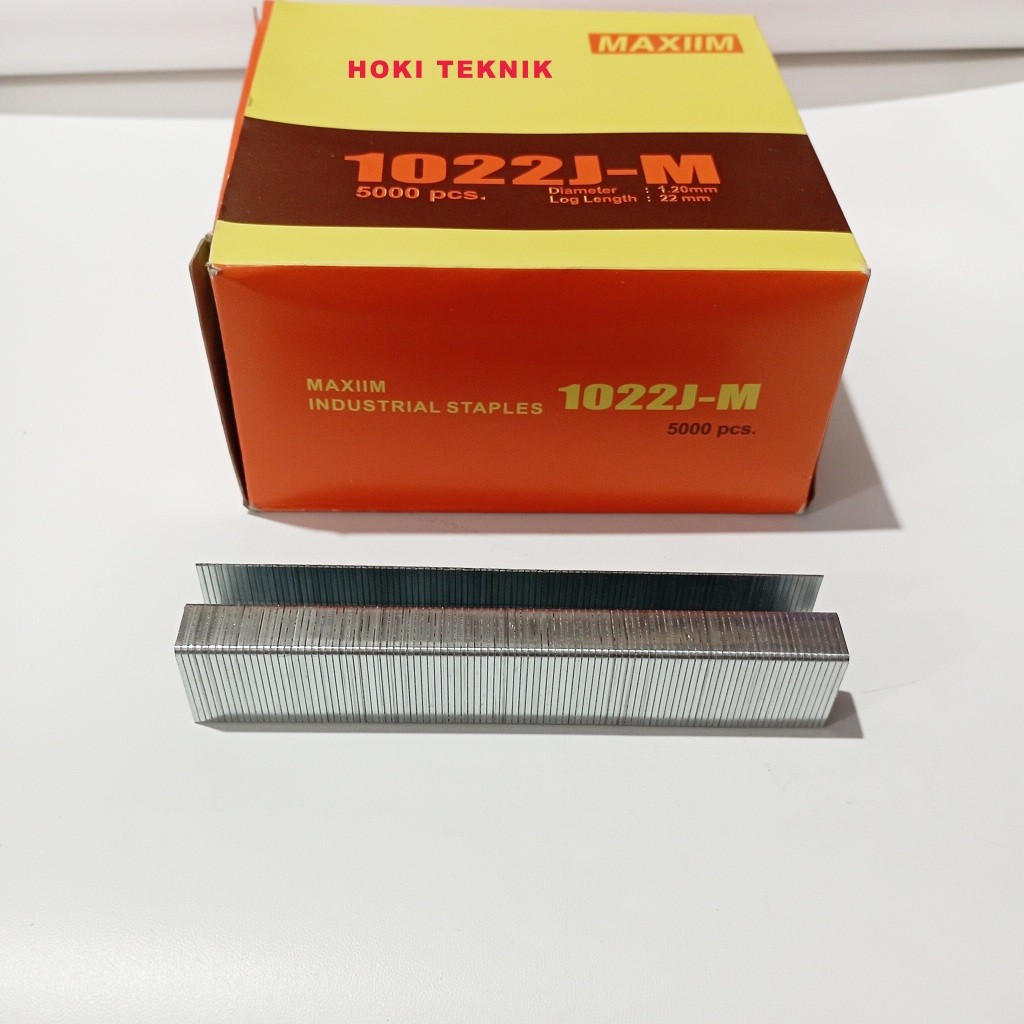 MAXIIM
HOKI TEKNIK
1022J-M
5000 pcs.
Diameter : 1.20mm
Log Length : 22 mm
MAXIIM
INDUSTRIAL STAPLES
1022J-M
5000 pcs.